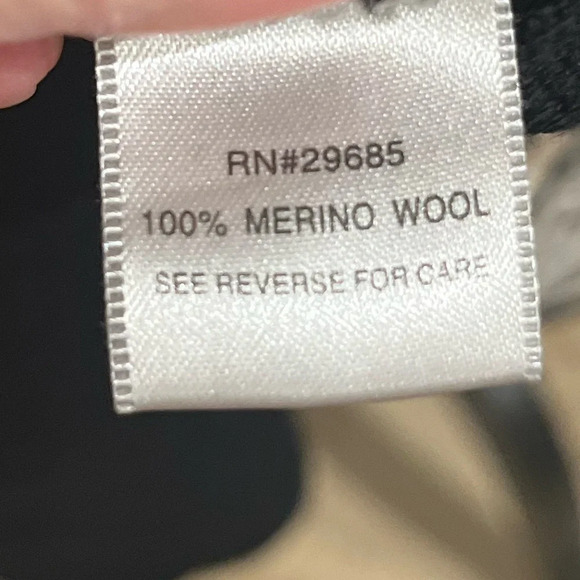 RN#29685
100% MERINO WOOL
SEE REVERSE FOR CARE